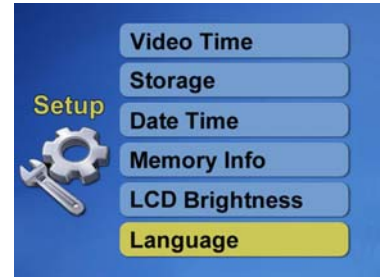 Setup
Video Time
Storage
Date Time
Memory Info
LCD Brightness
Language